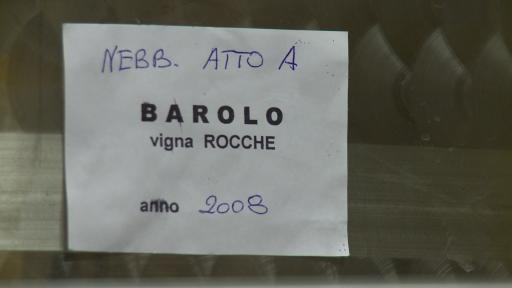 NEBB. ATTO A
BAROLO
vigna ROCCHE
anno 2008